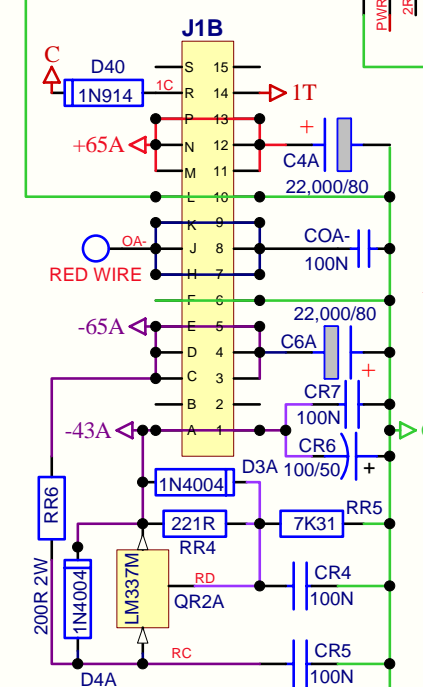 PWR
2R
J1B
C
D40
1N914
1C
S 15
R 14
1T
P 13
+65A
N 12
M 11
+
C4A
22,000/80
L 10
K 9
OA-
J 8
COA-
100N
RED WIRE
H 7
F 6
22,000/80
-65A
E 5
D 4
C6A
+
C 3
CR7
100N
B 2
-43A
A 1
CR6
100/50
+
D3A
1N4004
RR6
200R 2W
221R
RR4
7K31
RR5
1N4004
LM337M
RD
QR2A
CR4
100N
RC
CR5
100N
D4A